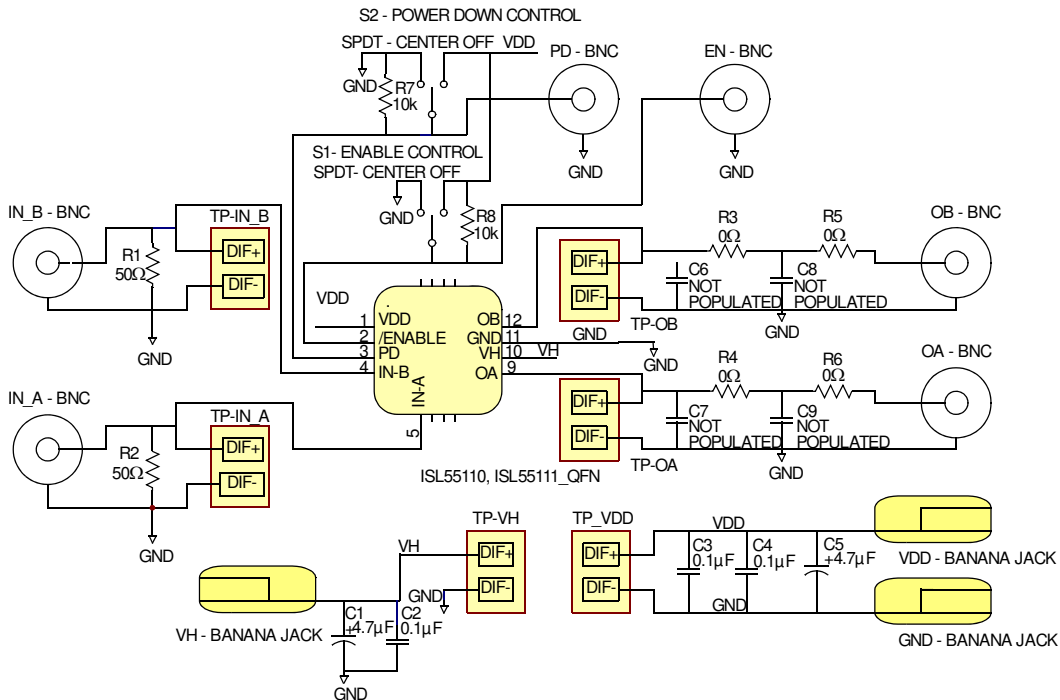 S2 - POWER DOWN CONTROL
SPDT - CENTER OFF
VDD
GND
R7
10k
PD - BNC
GND
EN - BNC
GND
S1- ENABLE CONTROL
SPDT- CENTER OFF
GND
R8
10k
IN_B - BNC
R1
50Ω
GND
TP-IN_B
DIF+
DIF-
VDD
1 VDD
2 /ENABLE
3 PD
4 IN-B
IN-A
5
OB 12
GND 11
VH 10
OA 9
VH
GND
DIF+
DIF-
GND
TP-OB
R3
0Ω
R5
0Ω
C6
NOT
POPULATED
C8
NOT
POPULATED
GND
OB - BNC
IN_A - BNC
R2
50Ω
GND
TP-IN_A
DIF+
DIF-
DIF+
DIF-
TP-OA
R4
0Ω
R6
0Ω
C7
NOT
POPULATED
C9
NOT
POPULATED
GND
OA - BNC
ISL55110, ISL55111_QFN
VH
VH - BANANA JACK
C1
+4.7µF
C2
0.1µF
GND
TP-VH
DIF+
DIF-
GND
TP_VDD
DIF+
DIF-
VDD
C3
0.1µF
C4
0.1µF
C5
+4.7µF
GND
VDD - BANANA JACK
GND - BANANA JACK